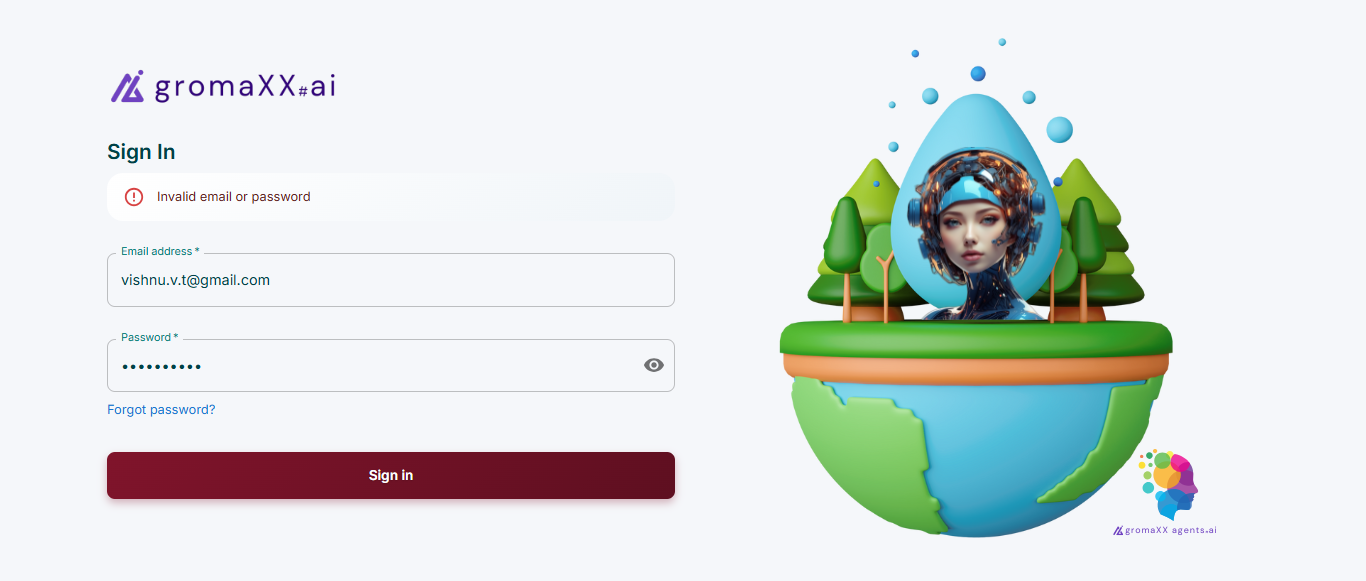 gromaXX#ai
Sign In
Invalid email or password
Email address *
vishnu.v.t@gmail.com
Password *
Forgot password?
Sign in
gromaXX agents.ai